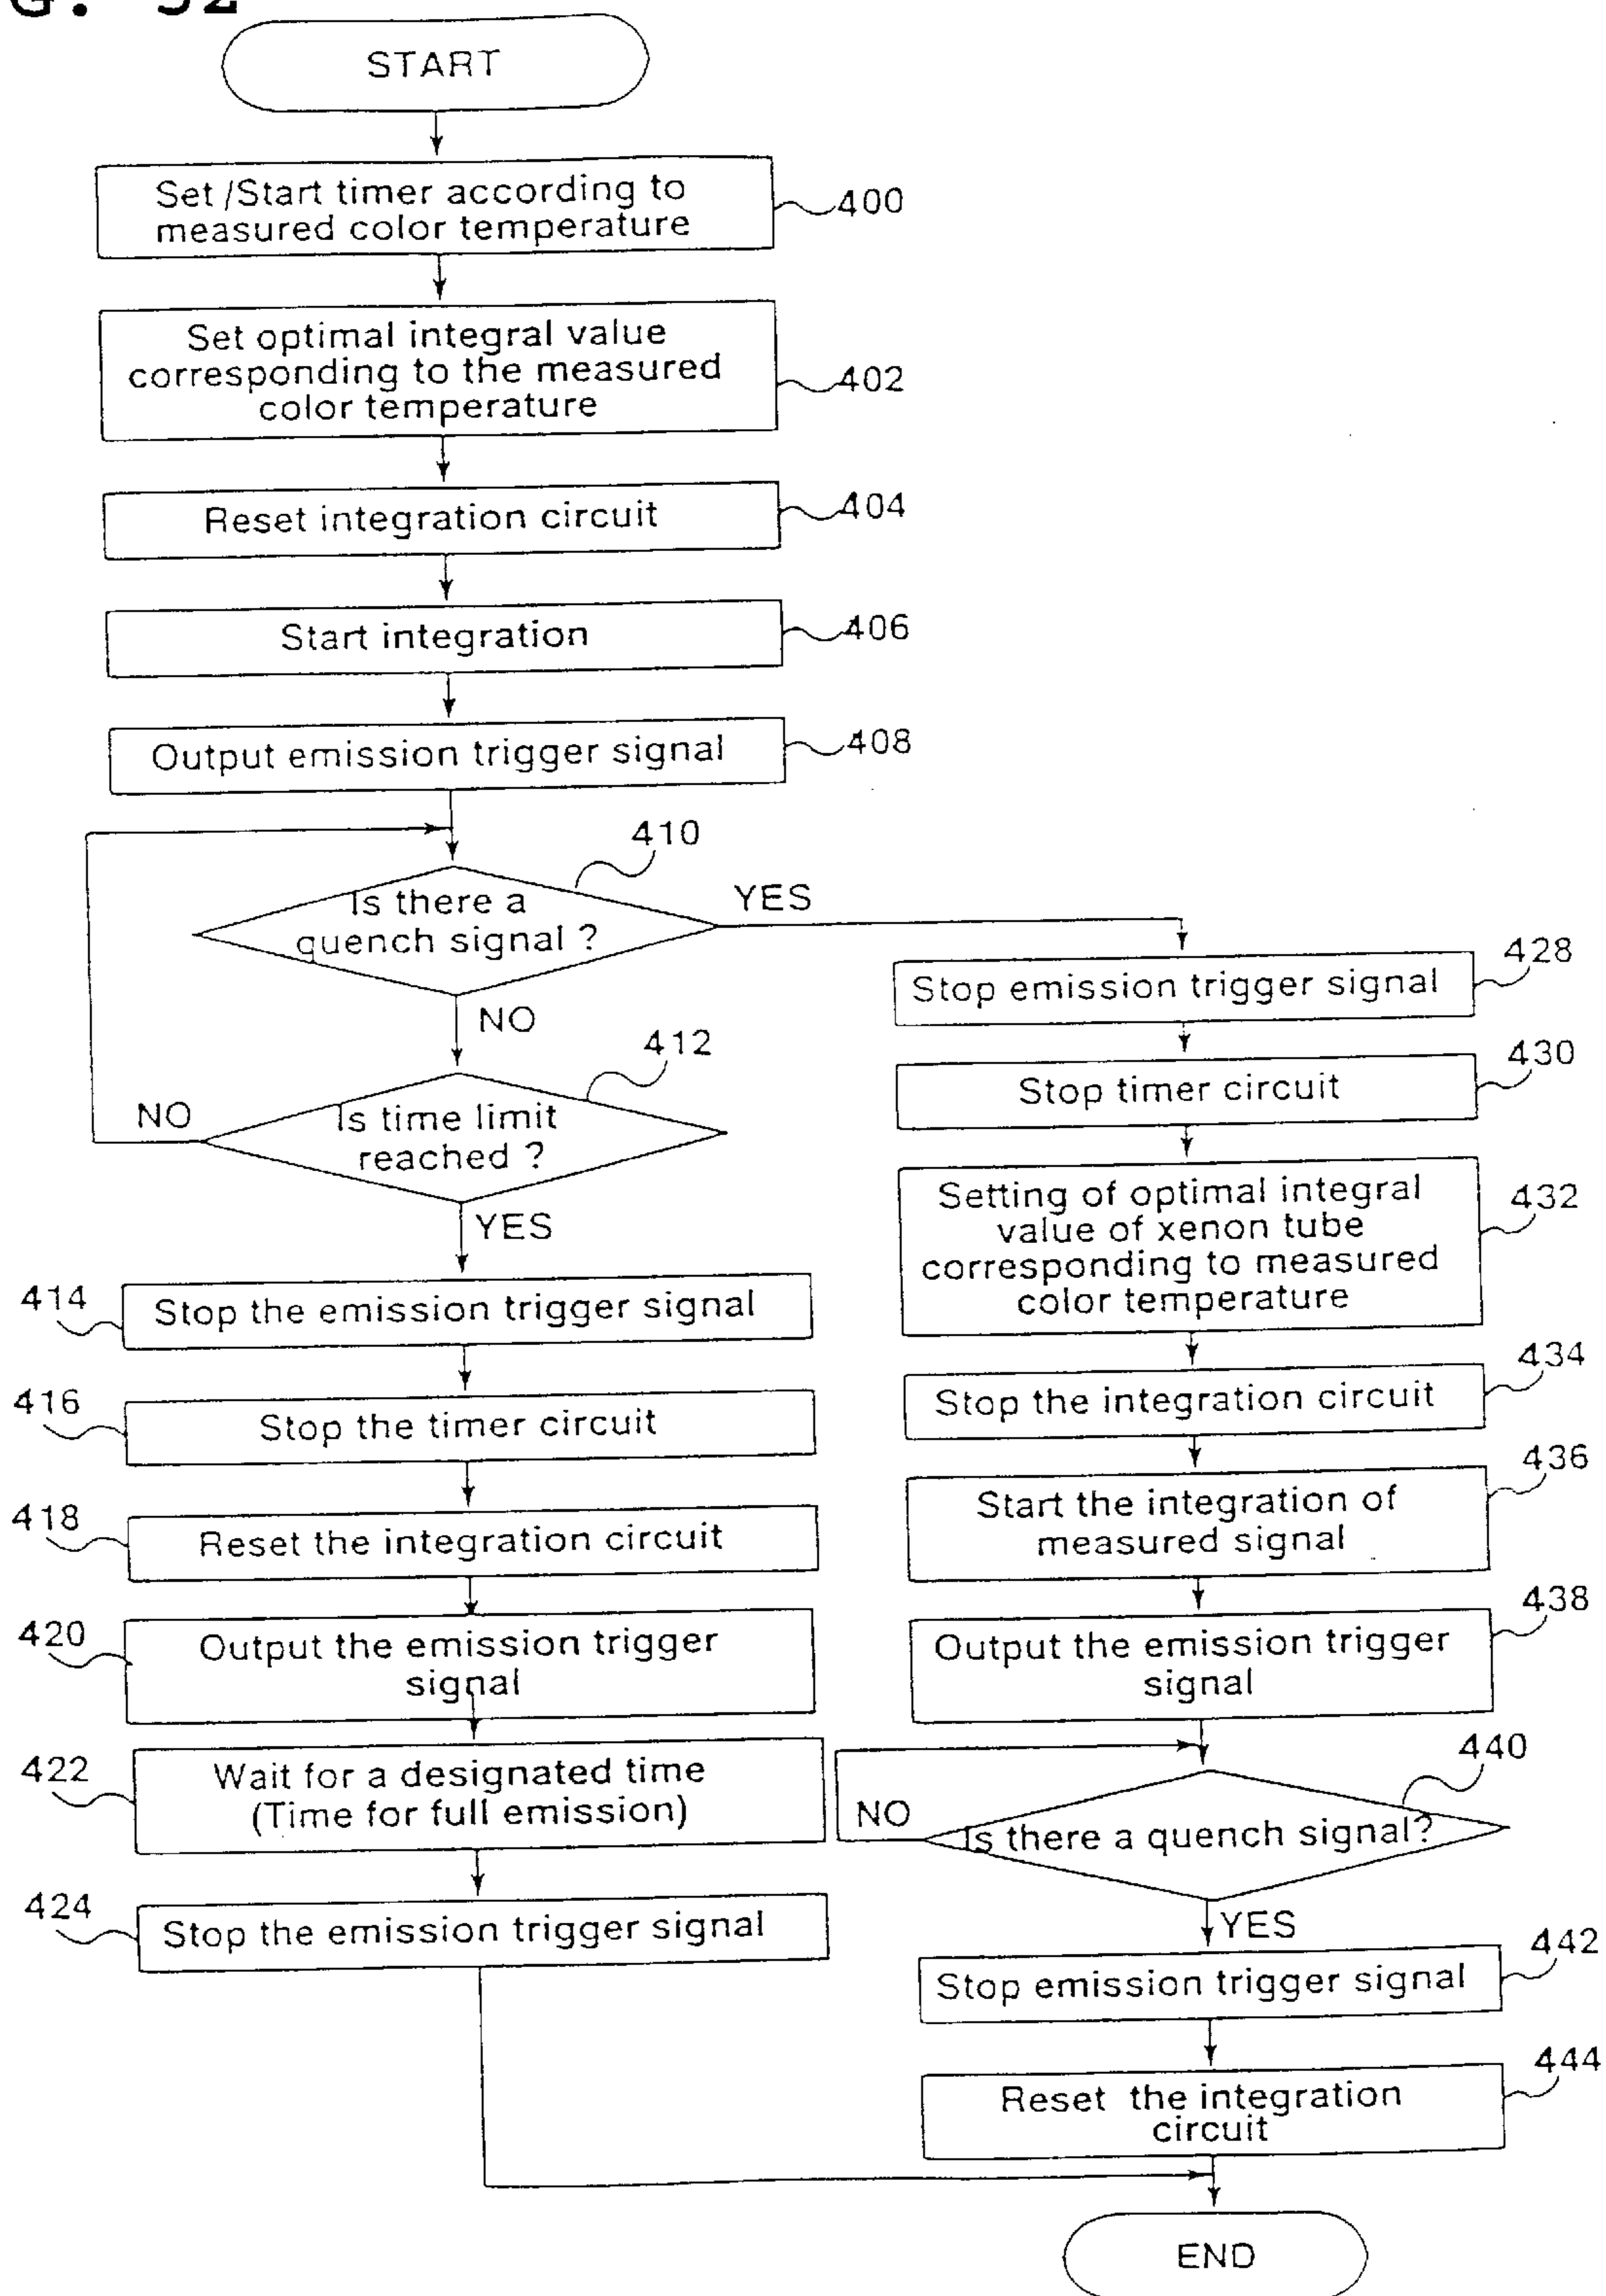 START
Set /Start timer according to
measured color temperature
400
Set optimal integral value
corresponding to the measured
color temperature
402
Reset integration circuit
404
Start integration
406
Output emission trigger signal
408
410
Is there a
quench signal ?
YES
NO
412
Is time limit
reached ?
NO
YES
414
Stop the emission trigger signal
416
Stop the timer circuit
418
Reset the integration circuit
420
Output the emission trigger
signal
422
Wait for a designated time
(Time for full emission)
424
Stop the emission trigger signal
428
Stop emission trigger signal
430
Stop timer circuit
432
Setting of optimal integral
value of xenon tube
corresponding to measured
color temperature
434
Stop the integration circuit
436
Start the integration of
measured signal
438
Output the emission trigger
signal
440
NO
Is there a quench signal?
YES
442
Stop emission trigger signal
444
Reset the integration
circuit
END